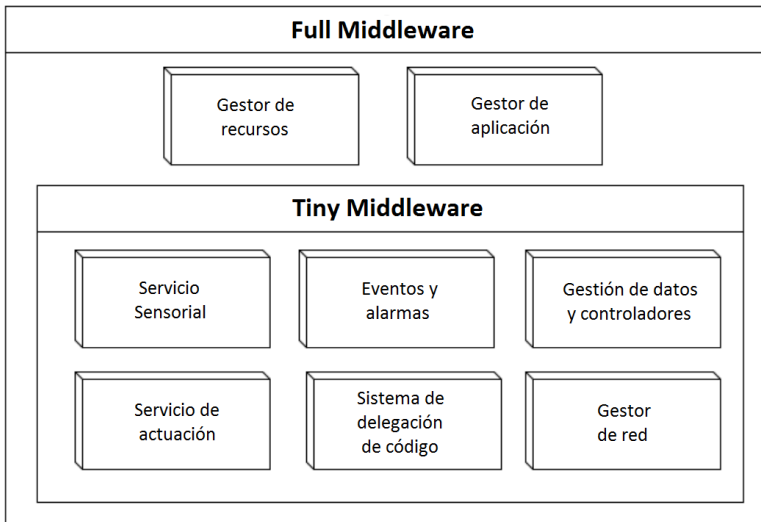 Full Middleware
Gestor de
recursos
Gestor de
aplicación
Tiny Middleware
Servicio
Sensorial
Eventos y
alarmas
Gestión de datos
y controladores
Servicio de
actuación
Sistema de
delegación
de código
Gestor
de red